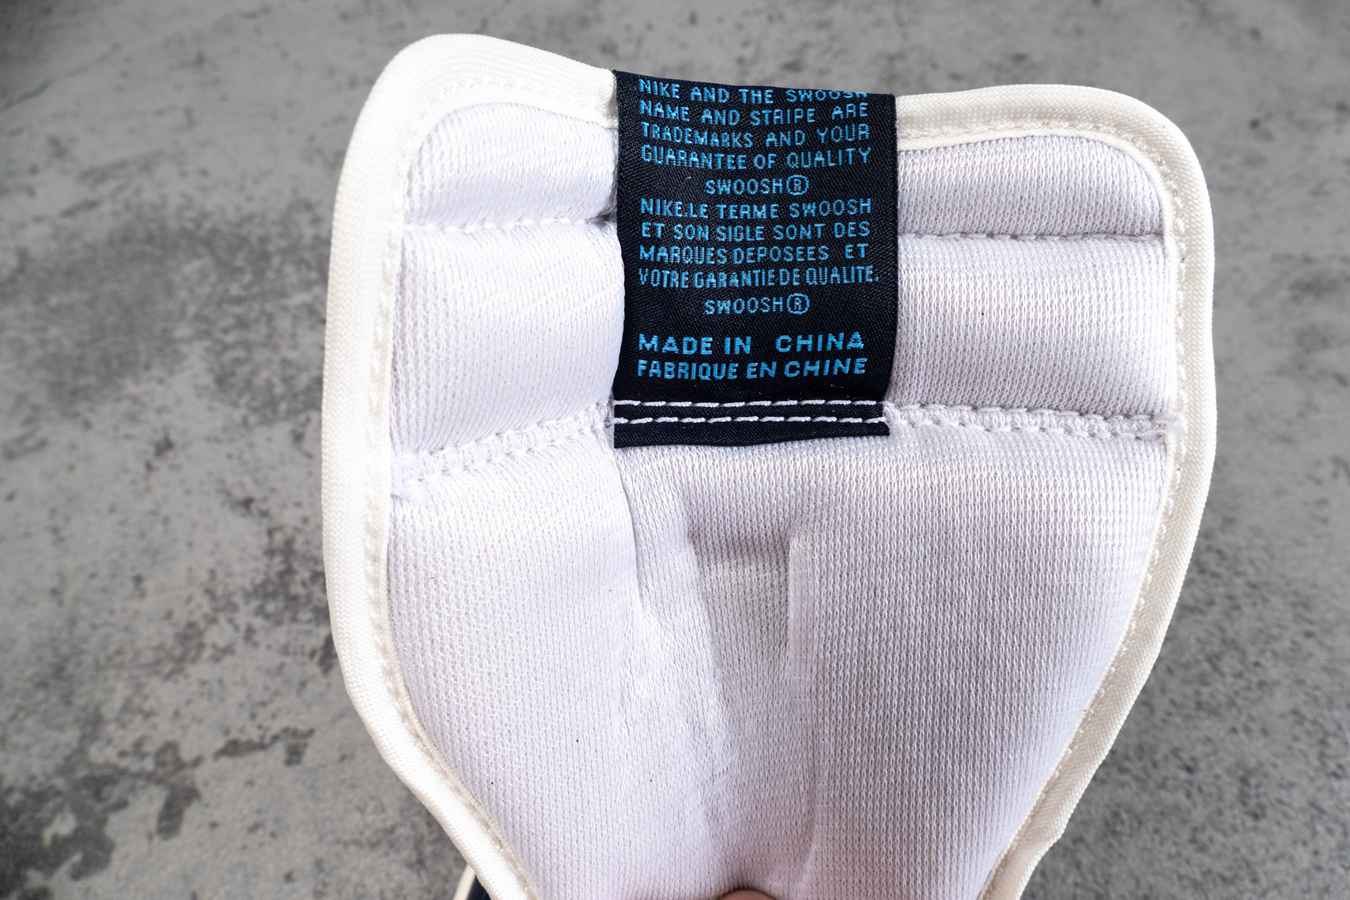 NIKE AND THE SWOOSH
NAME AND STRIPE ARE
TRADEMARKS AND YOUR
GUARANTEE OF QUALITY
SWOOSH®
NIKE.LE TERME SWOOSH
ET SON SIGLE SONT DES
MARQUES DEPOSEES ET
VOTRE GARANTIE DE QUALITE.
SWOOSH®
MADE IN CHINA
FABRIQUE EN CHINE